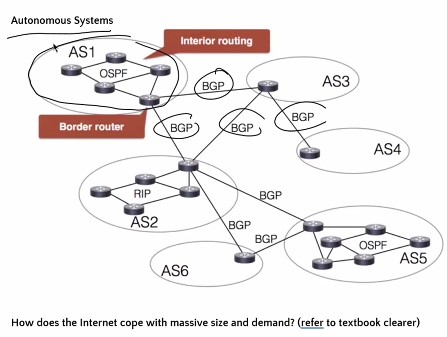 Autonomous Systems
Interior routing
AS1
OSPF
BGP
AS3
Border router
BGP
BGP
BGP
AS4
RIP
AS2
BGP
BGP
BGP
OSPF
AS5
AS6
How does the Internet cope with massive size and demand? (refer to textbook clearer)